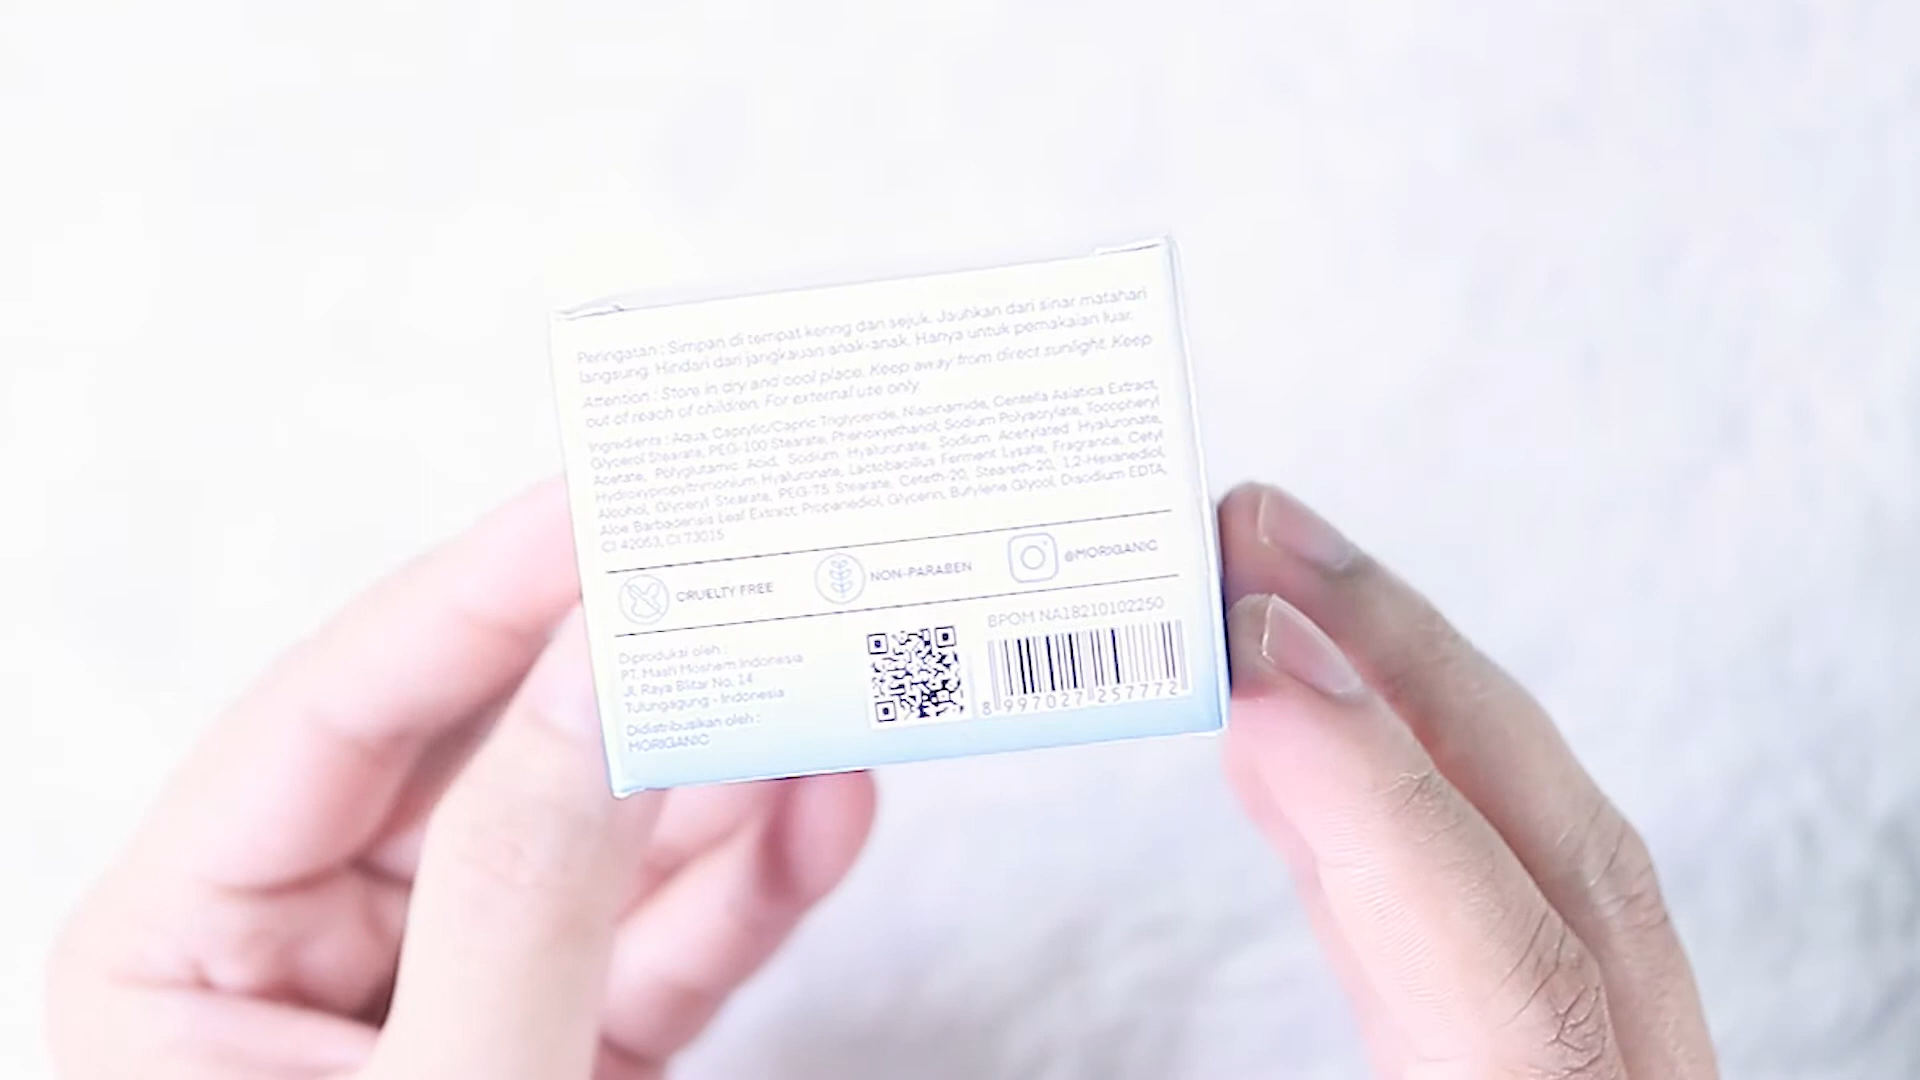 Peringatan : Simpan di tempat kering dan sejuk. Jauhkan dari sinar matahari
langsung. Hindari dari jangkauan anak-anak. Hanya untuk pemakaian luar.
Attention : Store in dry and cool place. Keep away from direct sunlight. Keep
out of reach of children. For external use only.
Ingredients : Aqua, Caprylic/Capric Triglyceride, Niacinamide, Centella Asiatica Extract,
Glycerol Stearate, PEG-100 Stearate, Phenoxyethanol, Sodium Polyacrylate, Tocopheryl
Acetate, Polyglutamic Acid, Sodium Hyaluronate, Sodium Acetylated Hyaluronate,
Hydroxypropyltrimonium Hyaluronate, Lactobacillus Ferment Lysate, Fragrance, Cetyl
Alcohol, Glyceryl Stearate, PEG-75 Stearate, Ceteth-20, Steareth-20, 1,2-Hexanediol,
Aloe Barbadensis Leaf Extract, Propanediol, Glycerin, Butylene Glycol, Disodium EDTA,
CI 42053, CI 73015
CRUELTY FREE
NON-PARABEN
@MORIGANIC
Diproduksi oleh :
PT. Mash Moshem Indonesia
Jl. Raya Blitar No. 14
Tulungagung - Indonesia
Didistribusikan oleh :
MORIGANIC
BPOM NA18210102250
8 997027 257772